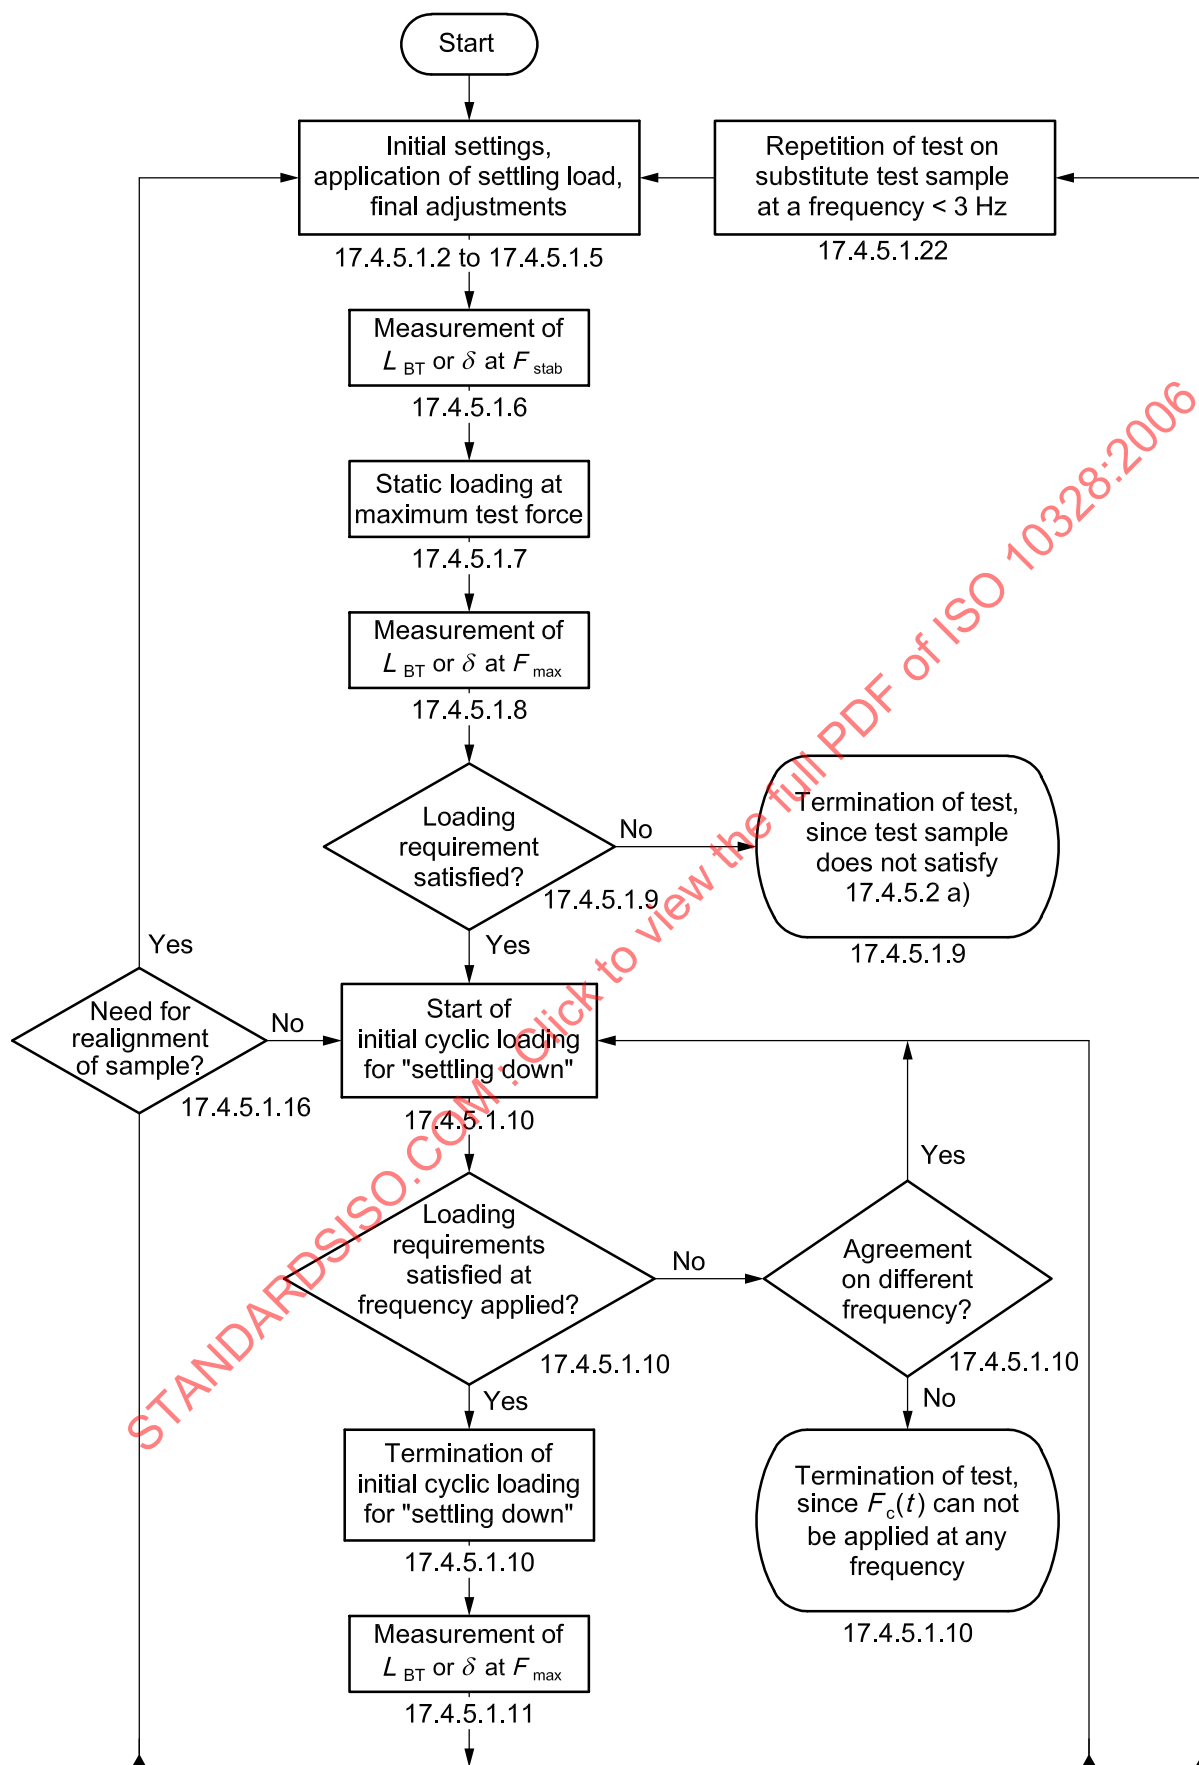 Start
Initial settings,
application of settling load,
final adjustments
17.4.5.1.2 to 17.4.5.1.5
Repetition of test on
substitute test sample
at a frequency < 3 Hz
17.4.5.1.22
Measurement of
L BT or δ at F stab
17.4.5.1.6
Static loading at
maximum test force
17.4.5.1.7
Measurement of
L BT or δ at F max
17.4.5.1.8
Loading
requirement
satisfied?
17.4.5.1.9
No
Termination of test,
since test sample
does not satisfy
17.4.5.2 a)
17.4.5.1.9
Yes
Yes
Need for
realignment
of sample?
17.4.5.1.16
No
Start of
initial cyclic loading
for "settling down"
17.4.5.1.10
Loading
requirements
satisfied at
frequency applied?
17.4.5.1.10
No
Yes
Agreement
on different
frequency?
17.4.5.1.10
Yes
No
Termination of
initial cyclic loading
for "settling down"
17.4.5.1.10
Termination of test,
since Fc(t) can not
be applied at any
frequency
17.4.5.1.10
Measurement of
L BT or δ at F max
17.4.5.1.11
STANDARDSISO.COM : Click to view the full PDF of ISO 10328:2006